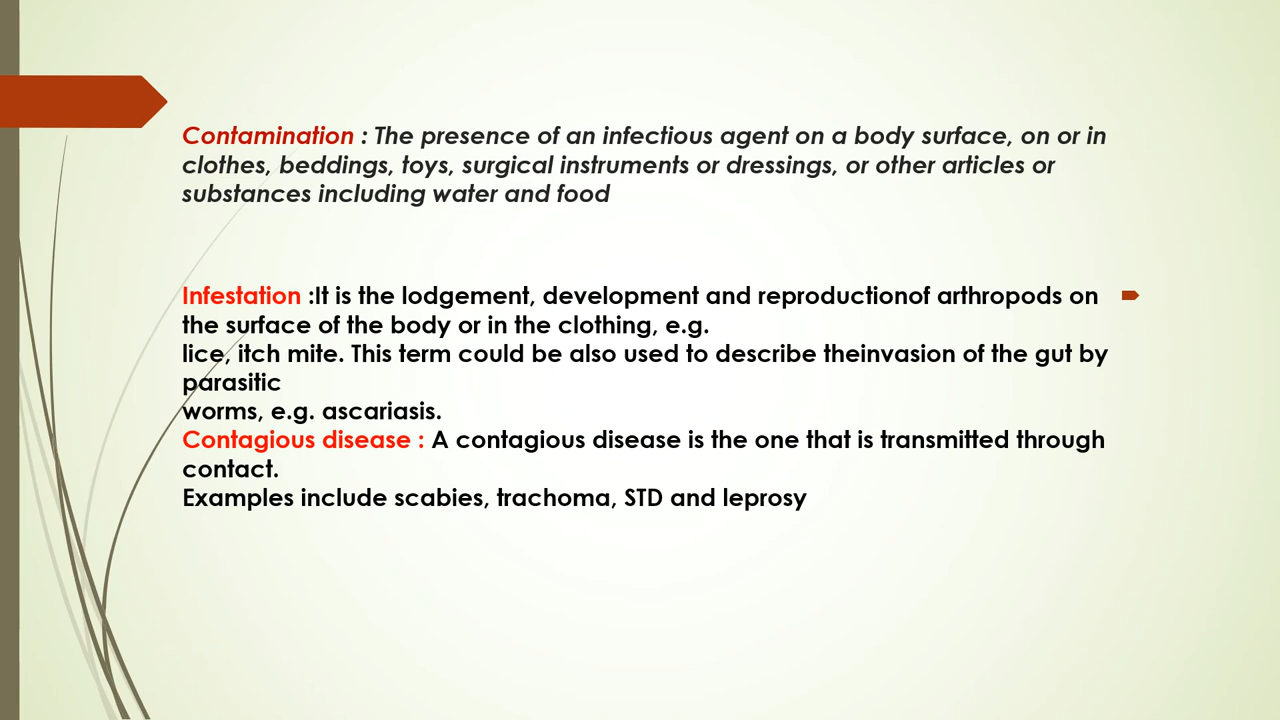 Contamination : The presence of an infectious agent on a body surface, on or in
clothes, beddings, toys, surgical instruments or dressings, or other articles or
substances including water and food
Infestation :It is the lodgement, development and reproductionof arthropods on
the surface of the body or in the clothing, e.g.
lice, itch mite. This term could be also used to describe theinvasion of the gut by
parasitic
worms, e.g. ascariasis.
Contagious disease : A contagious disease is the one that is transmitted through
contact.
Examples include scabies, trachoma, STD and leprosy